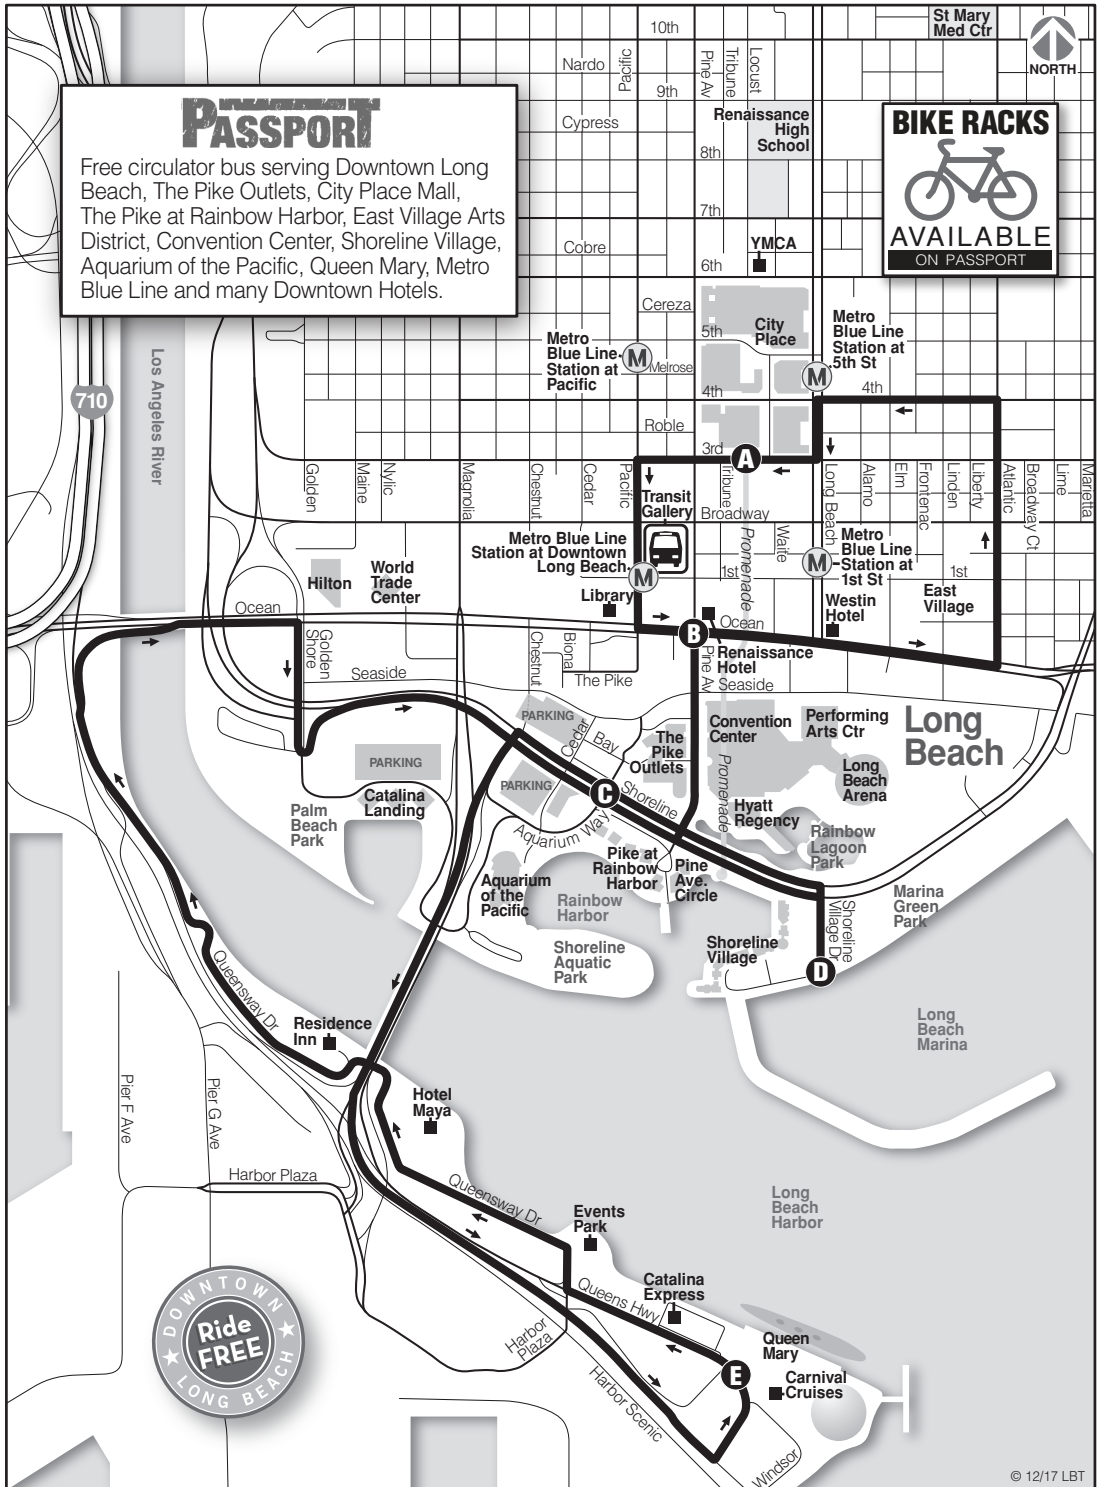 10th
St Mary
Med Ctr
NORTH
Nardo
Pacific
Pine Av
Tribune
Locust
9th
PASSPORT
Free circulator bus serving Downtown Long
Beach, The Pike Outlets, City Place Mall,
The Pike at Rainbow Harbor, East Village Arts
District, Convention Center, Shoreline Village,
Aquarium of the Pacific, Queen Mary, Metro
Blue Line and many Downtown Hotels.
Cypress
Renaissance
High
School
8th
7th
BIKE RACKS
AVAILABLE
ON PASSPORT
Cobre
YMCA
6th
Cereza
5th
City
Place
Metro
Blue Line
Station at
5th St
Metro
Blue Line
Station at
Pacific
M
Melrose
M
4th
4th
710
Los Angeles River
Roble
3rd
A
Golden
Maine
Nylic
Magnolia
Chestnut
Cedar
Pacific
Tribune
Long Beach
Alamo
Elm
Frontenac
Linden
Liberty
Atlantic
Broadway Ct
Lime
Marietta
Transit
Gallery
Broadway
Promenade
Waite
Metro Blue Line
Station at Downtown
Long Beach
M
1st
M
Metro
Blue Line
Station at
1st St
1st
Hilton
World
Trade
Center
Library
Westin
Hotel
East
Village
Ocean
Ocean
B
Golden
Shore
Chestnut
Biona
Renaissance
Hotel
Pine Av
Seaside
The Pike
Seaside
PARKING
Cedar
Bay
The
Pike
Outlets
Convention
Center
Performing
Arts Ctr
Long
Beach
PARKING
PARKING
Long
Beach
Arena
Promenade
C
Shoreline
Catalina
Landing
Palm
Beach
Park
Hyatt
Regency
Aquarium Way
Rainbow
Lagoon
Park
Pike at
Rainbow
Harbor
Pine
Ave.
Circle
Aquarium
of the
Pacific
Rainbow
Harbor
Marina
Green
Park
Shoreline
Village Dr
Shoreline
Aquatic
Park
Shoreline
Village
D
Queensway Dr
Residence
Inn
Long
Beach
Marina
Pier F Ave
Pier G Ave
Hotel
Maya
Harbor Plaza
Queensway Dr
Long
Beach
Harbor
Events
Park
Catalina
Express
Queens Hwy
DOWNTOWN
Ride
FREE
LONG BEACH
Harbor
Plaza
Queen
Mary
E
Carnival
Cruises
Harbor Scenic
Windsor
© 12/17 LBT